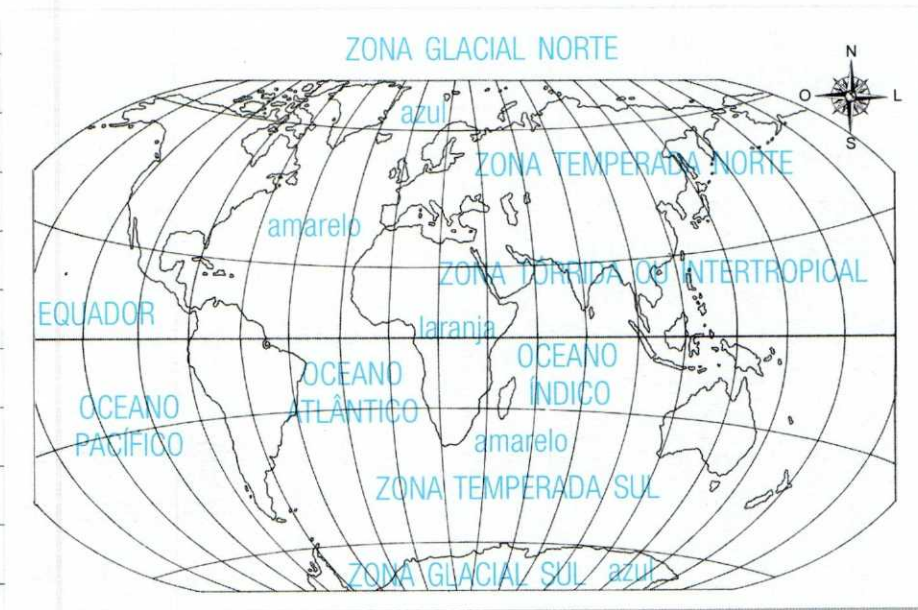 ZONA GLACIAL NORTE
N
O
L
S
azul
ZONA TEMPERADA NORTE
amarelo
ZONA TÓRRIDA OU INTERTROPICAL
EQUADOR
laranja
OCEANO
ATLÂNTICO
OCEANO
ÍNDICO
OCEANO
PACÍFICO
amarelo
ZONA TEMPERADA SUL
ZONA GLACIAL SUL azul